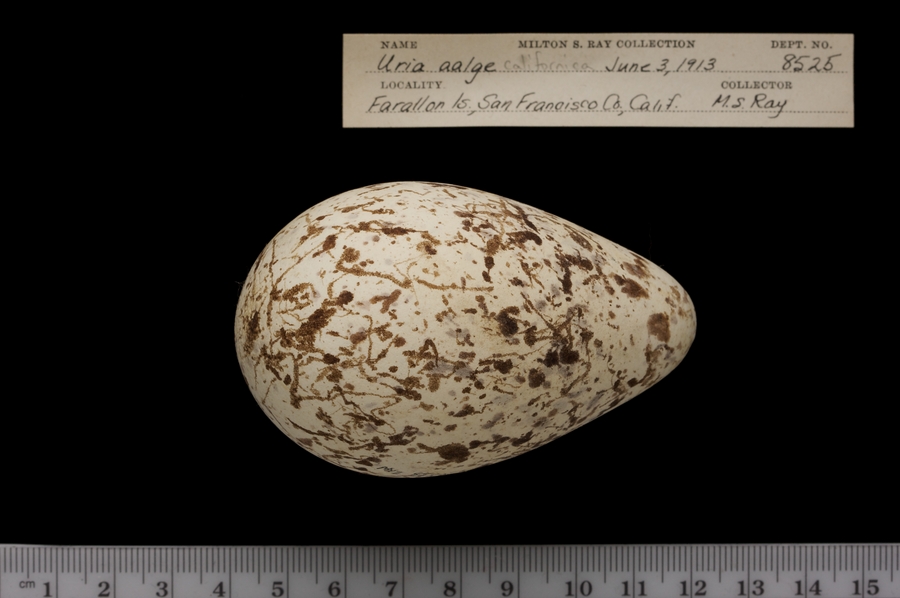 NAME MILTON S. RAY COLLECTION DEPT. NO.
Uria aalge californica June 3, 1913 8525
LOCALITY COLLECTOR
Farallon Is., San Francisco Co., Calif. M.S. Ray
cm 1 2 3 4 5 6 7 8 9 10 11 12 13 14 15